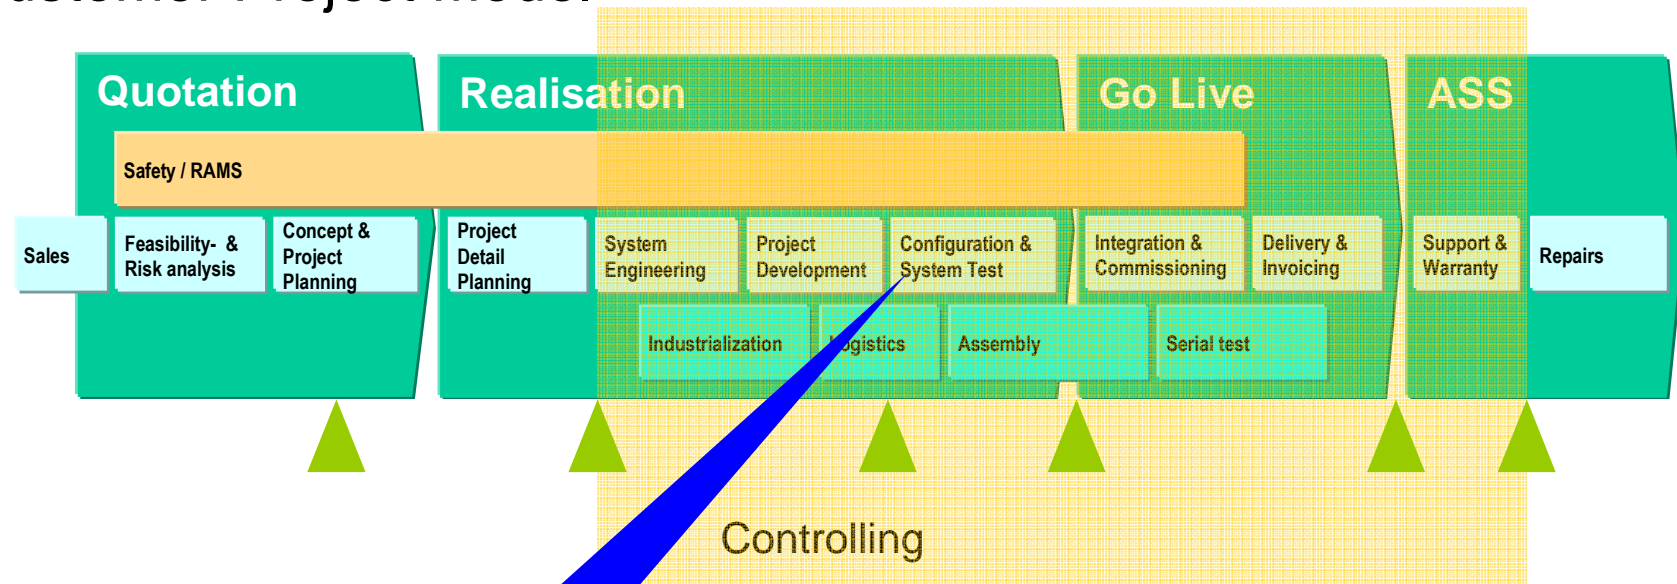 Quotation
Realisation
Go Live
ASS
Safety / RAMS
Sales
Feasibility- &
Risk analysis
Concept &
Project
Planning
Project
Detail
Planning
System
Engineering
Project
Development
Configuration &
System Test
Integration &
Commissioning
Delivery &
Invoicing
Support &
Warranty
Repairs
Industrialization
Logistics
Assembly
Serial test
Controlling